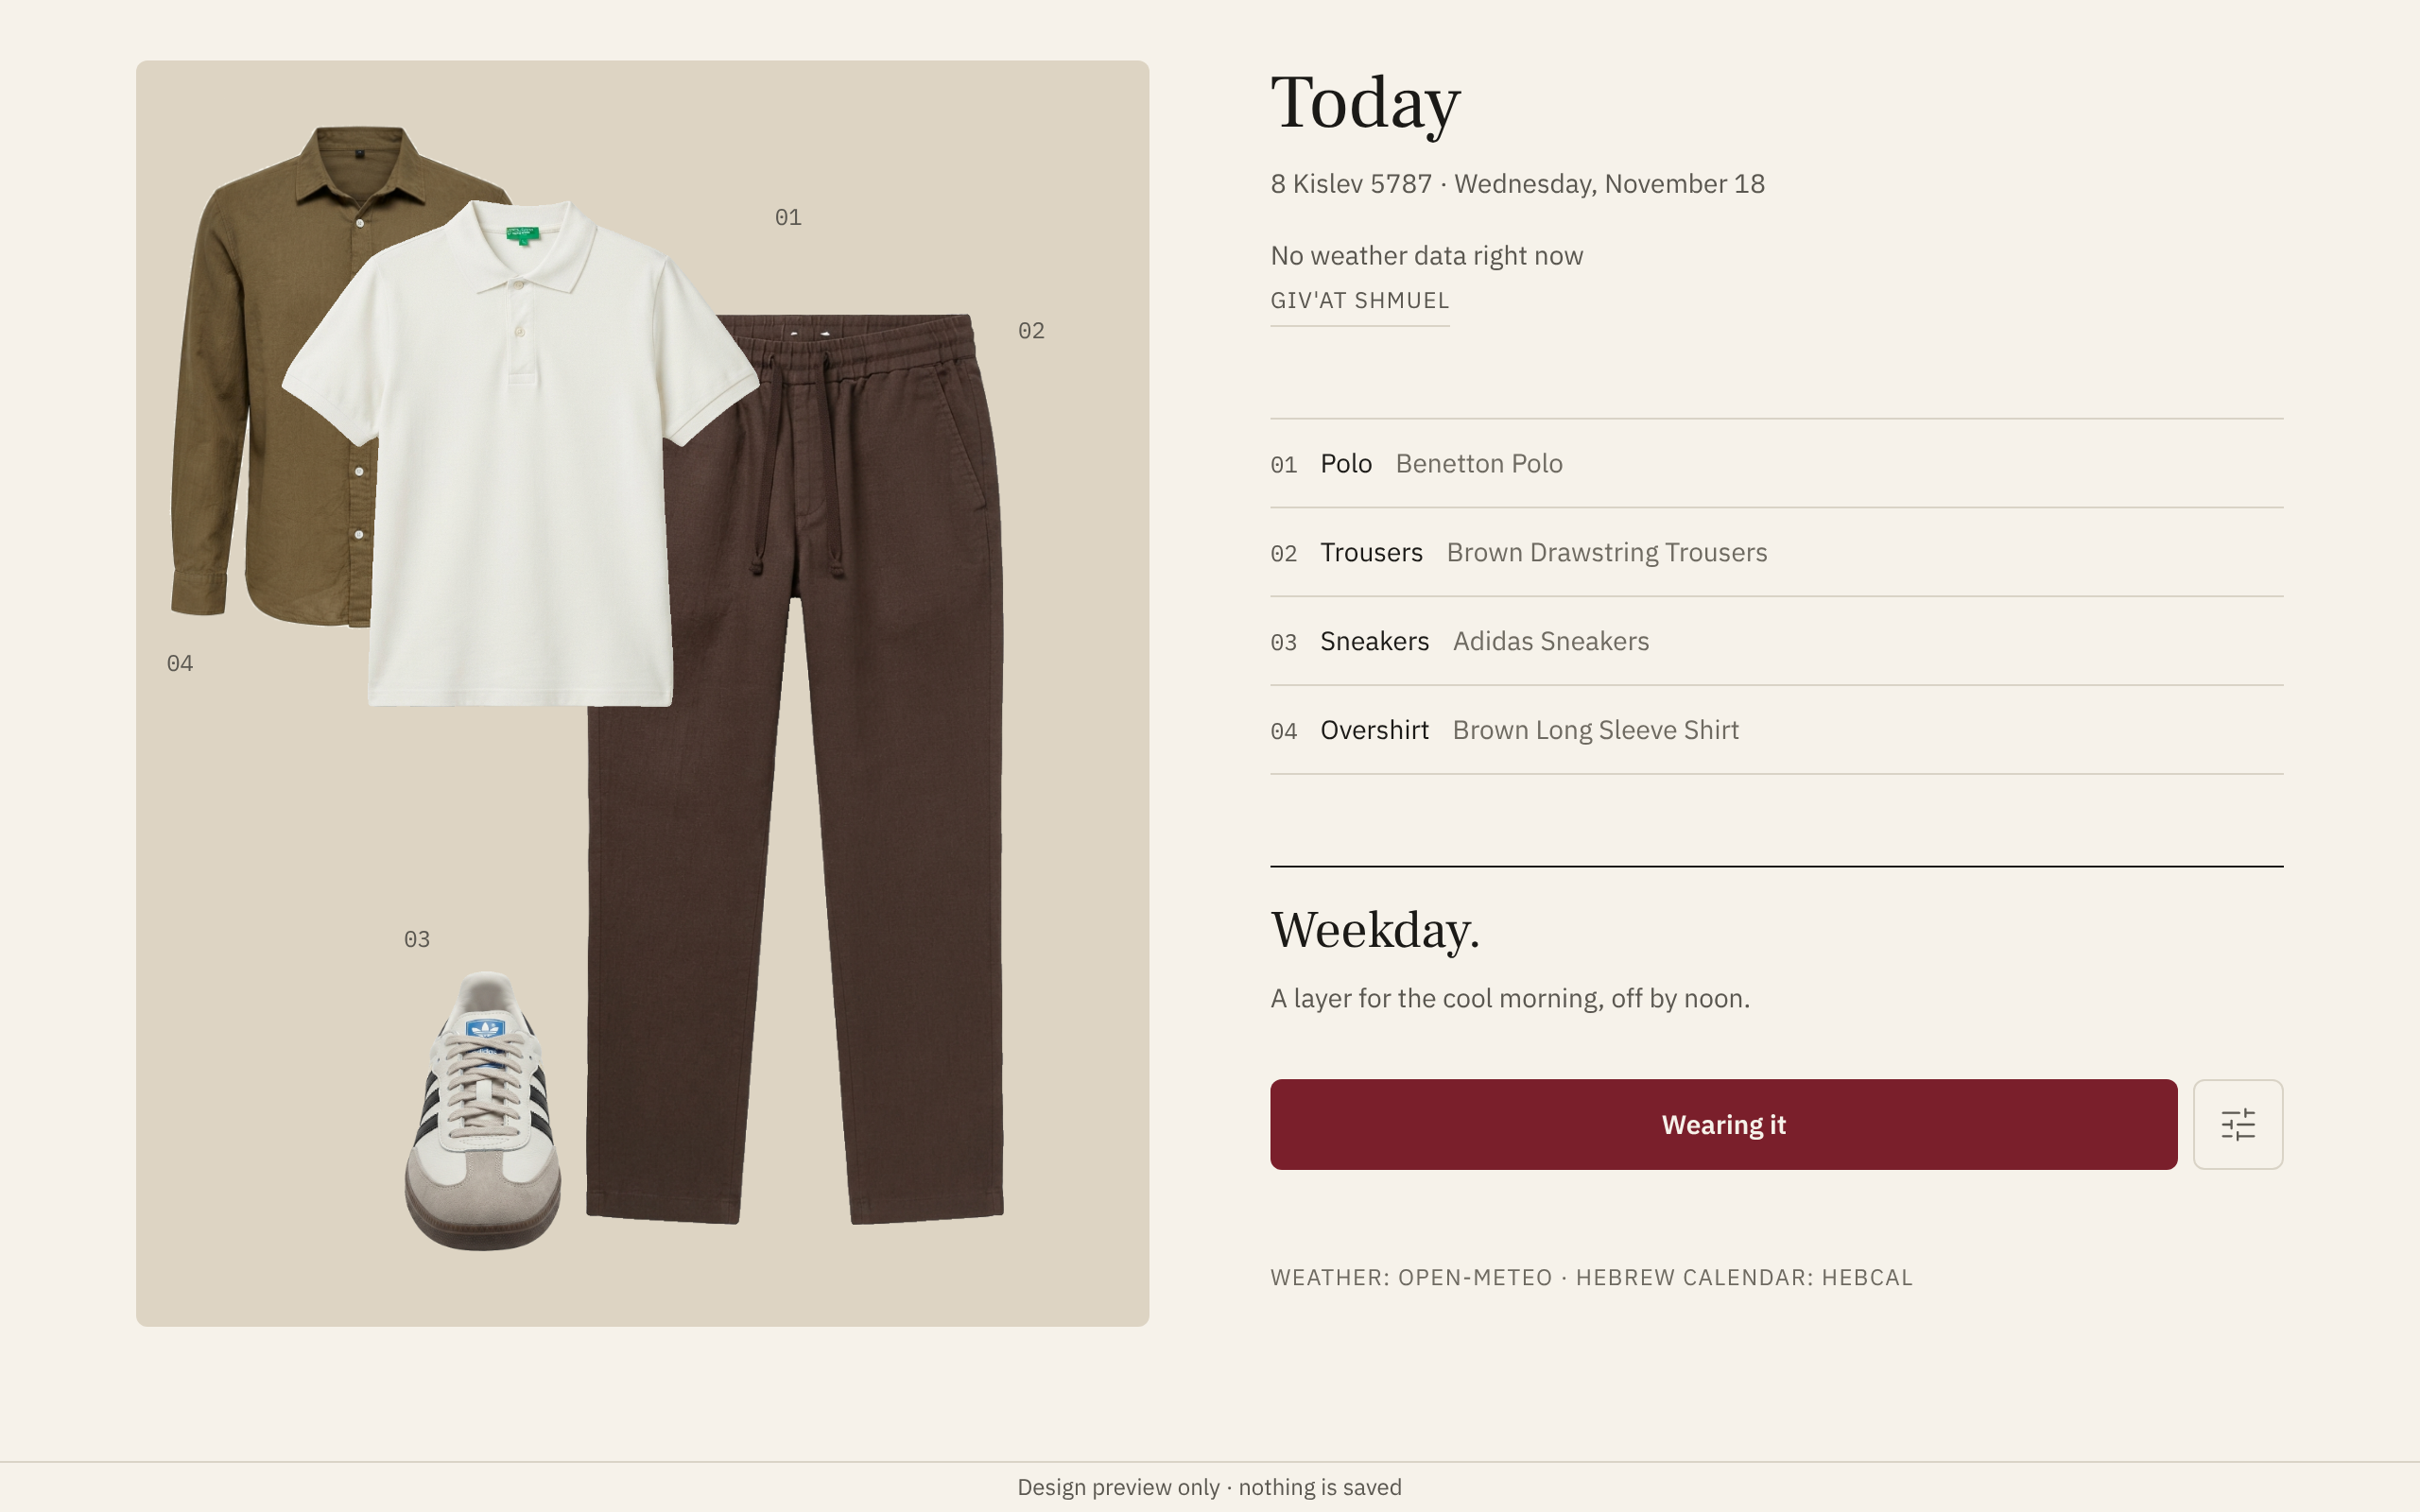 Today
8 Kislev 5787 · Wednesday, November 18
No weather data right now
GIV'AT SHMUEL
01 Polo Benetton Polo
02 Trousers Brown Drawstring Trousers
03 Sneakers Adidas Sneakers
04 Overshirt Brown Long Sleeve Shirt
Weekday.
A layer for the cool morning, off by noon.
Wearing it
WEATHER: OPEN-METEO · HEBREW CALENDAR: HEBCAL
01
02
04
03
Design preview only · nothing is saved